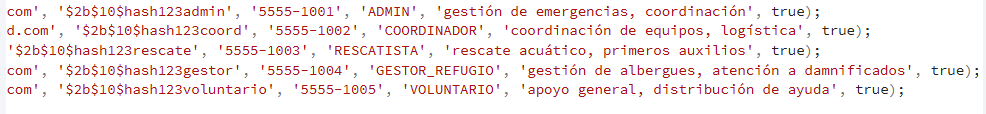 com', '$2b$10$hash123admin', '5555-1001', 'ADMIN', 'gestión de emergencias, coordinación', true);
d.com', '$2b$10$hash123coord', '5555-1002', 'COORDINADOR', 'coordinación de equipos, logística', true);
'$2b$10$hash123rescate', '5555-1003', 'RESCATISTA', 'rescate acuático, primeros auxilios', true);
com', '$2b$10$hash123gestor', '5555-1004', 'GESTOR_REFUGIO', 'gestión de albergues, atención a damnificados', true);
com', '$2b$10$hash123voluntario', '5555-1005', 'VOLUNTARIO', 'apoyo general, distribución de ayuda', true);